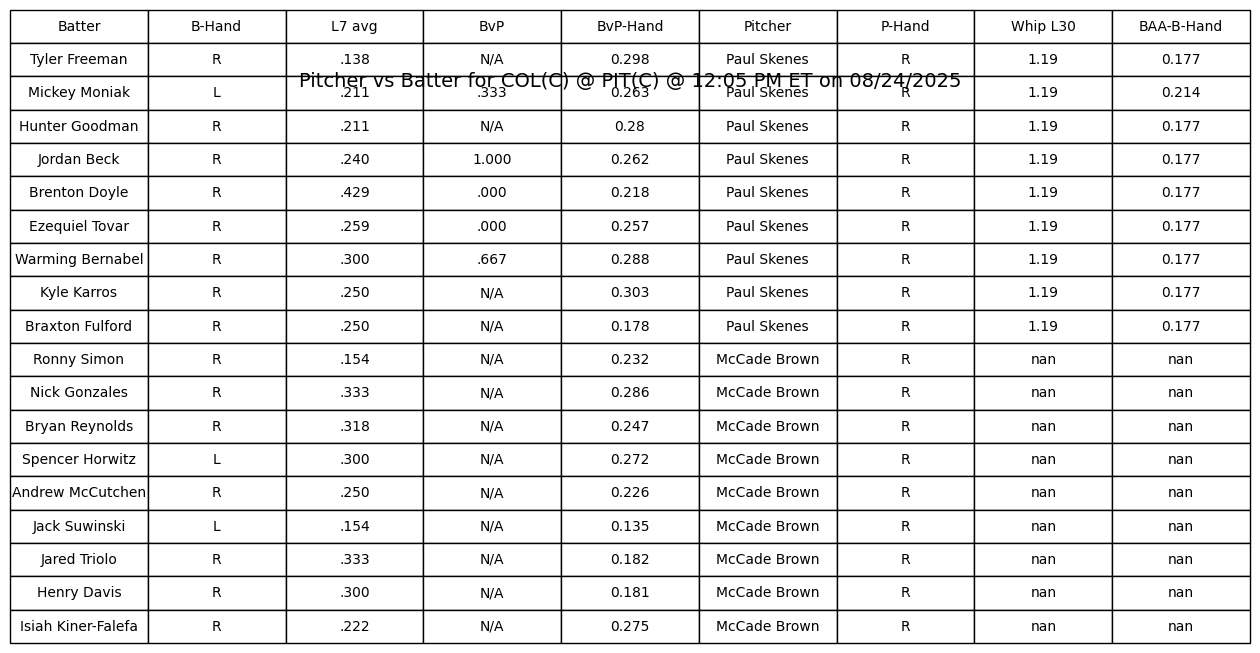 Batter B-Hand L7 avg BvP BvP-Hand Pitcher P-Hand Whip L30 BAA-B-Hand
Tyler Freeman R .138 N/A 0.298 Paul Skenes R 1.19 0.177
Pitcher vs Batter for COL(C) @ PIT(C) @ 12:05 PM ET on 08/24/2025
Mickey Moniak L .211 .333 0.263 Paul Skenes R 1.19 0.214
Hunter Goodman R .211 N/A 0.28 Paul Skenes R 1.19 0.177
Jordan Beck R .240 1.000 0.262 Paul Skenes R 1.19 0.177
Brenton Doyle R .429 .000 0.218 Paul Skenes R 1.19 0.177
Ezequiel Tovar R .259 .000 0.257 Paul Skenes R 1.19 0.177
Warming Bernabel R .300 .667 0.288 Paul Skenes R 1.19 0.177
Kyle Karros R .250 N/A 0.303 Paul Skenes R 1.19 0.177
Braxton Fulford R .250 N/A 0.178 Paul Skenes R 1.19 0.177
Ronny Simon R .154 N/A 0.232 McCade Brown R nan nan
Nick Gonzales R .333 N/A 0.286 McCade Brown R nan nan
Bryan Reynolds R .318 N/A 0.247 McCade Brown R nan nan
Spencer Horwitz L .300 N/A 0.272 McCade Brown R nan nan
Andrew McCutchen R .250 N/A 0.226 McCade Brown R nan nan
Jack Suwinski L .154 N/A 0.135 McCade Brown R nan nan
Jared Triolo R .333 N/A 0.182 McCade Brown R nan nan
Henry Davis R .300 N/A 0.181 McCade Brown R nan nan
Isiah Kiner-Falefa R .222 N/A 0.275 McCade Brown R nan nan